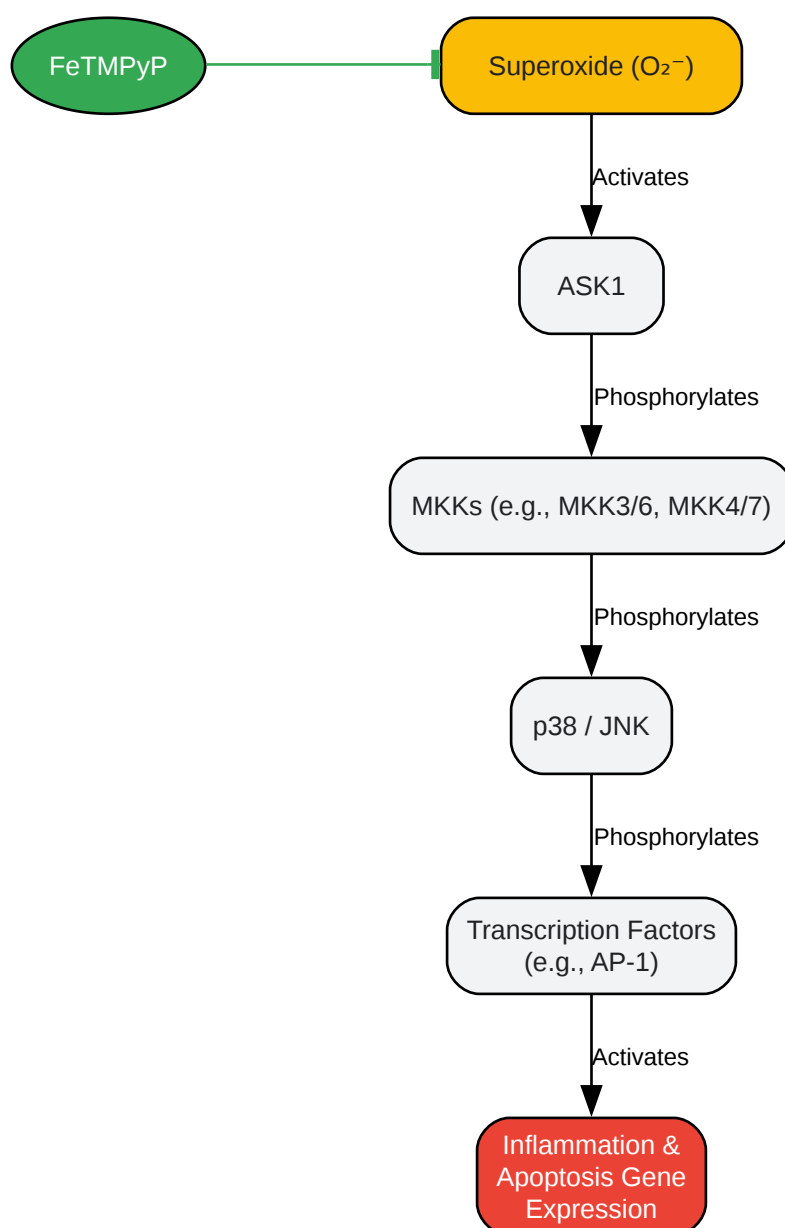 FeTMPyP
Superoxide (O₂⁻)
Activates
ASK1
Phosphorylates
MKKs (e.g., MKK3/6, MKK4/7)
Phosphorylates
p38 / JNK
Phosphorylates
Transcription Factors
(e.g., AP-1)
Activates
Inflammation &
Apoptosis Gene
Expression